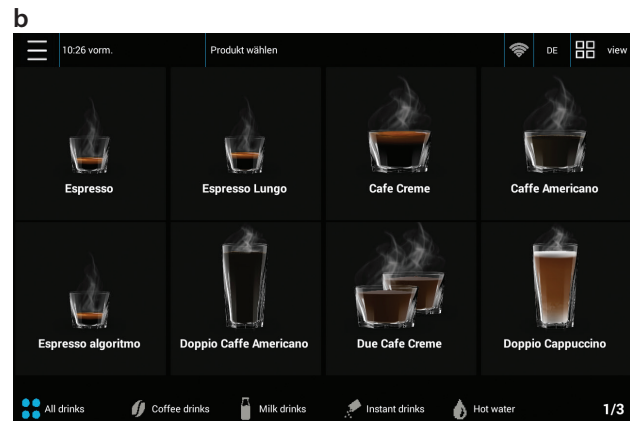 b
10:26 vorm. Produkt wählen DE view
Espresso Espresso Lungo Cafe Creme Caffe Americano
Espresso algoritmo Doppio Caffe Americano Due Cafe Creme Doppio Cappuccino
All drinks Coffee drinks Milk drinks Instant drinks Hot water 1/3